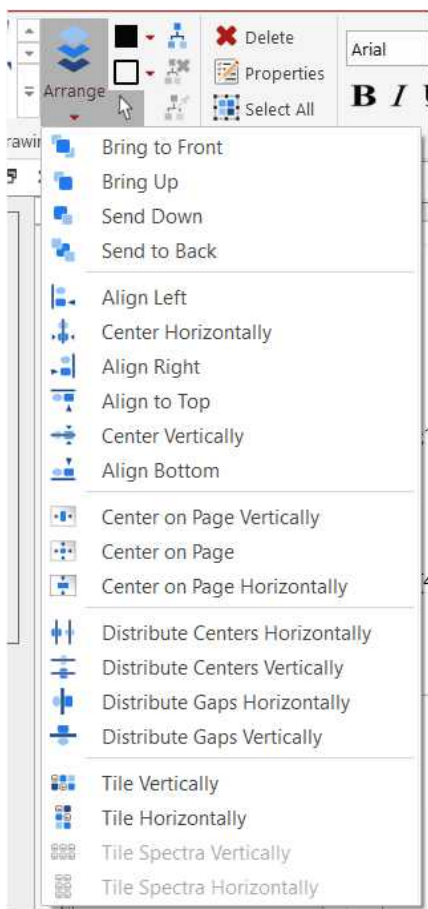 Delete
Arial
Properties
Arrange
B I
Select All
Bring to Front
Bring Up
Send Down
Send to Back
Align Left
Center Horizontally
Align Right
Align to Top
Center Vertically
Align Bottom
Center on Page Vertically
Center on Page
Center on Page Horizontally
Distribute Centers Horizontally
Distribute Centers Vertically
Distribute Gaps Horizontally
Distribute Gaps Vertically
Tile Vertically
Tile Horizontally
Tile Spectra Vertically
Tile Spectra Horizontally